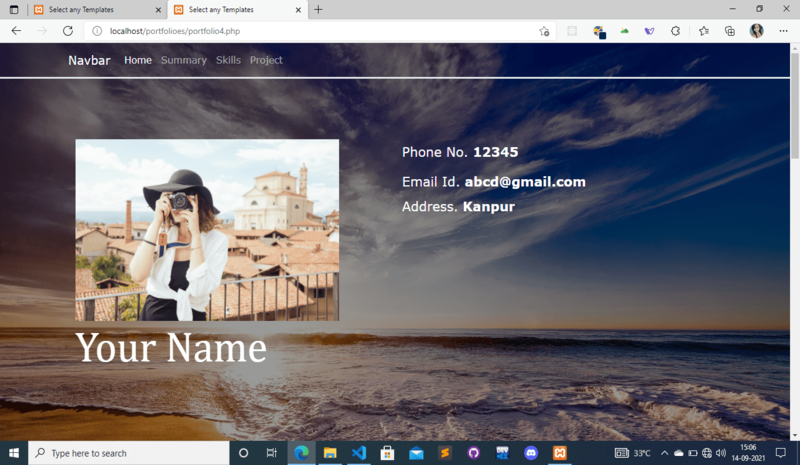 Select any Templates
Select any Templates
localhost/portfolioes/portfolio4.php
Navbar Home Summary Skills Project
Phone No. 12345
Email Id. abcd@gmail.com
Address. Kanpur
Your Name
Type here to search
33°C
15:06
14-09-2021